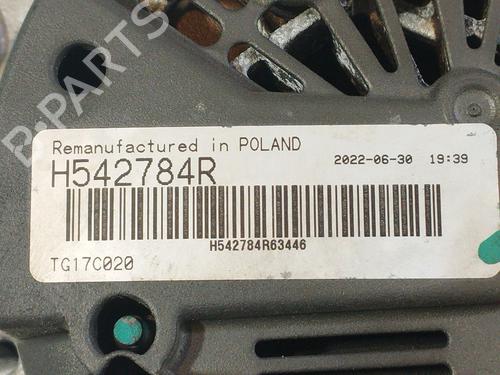 B-PARTS
Remanufactured in POLAND
2022-06-30 19:39
H542784R
H542784R63446
TG17C020